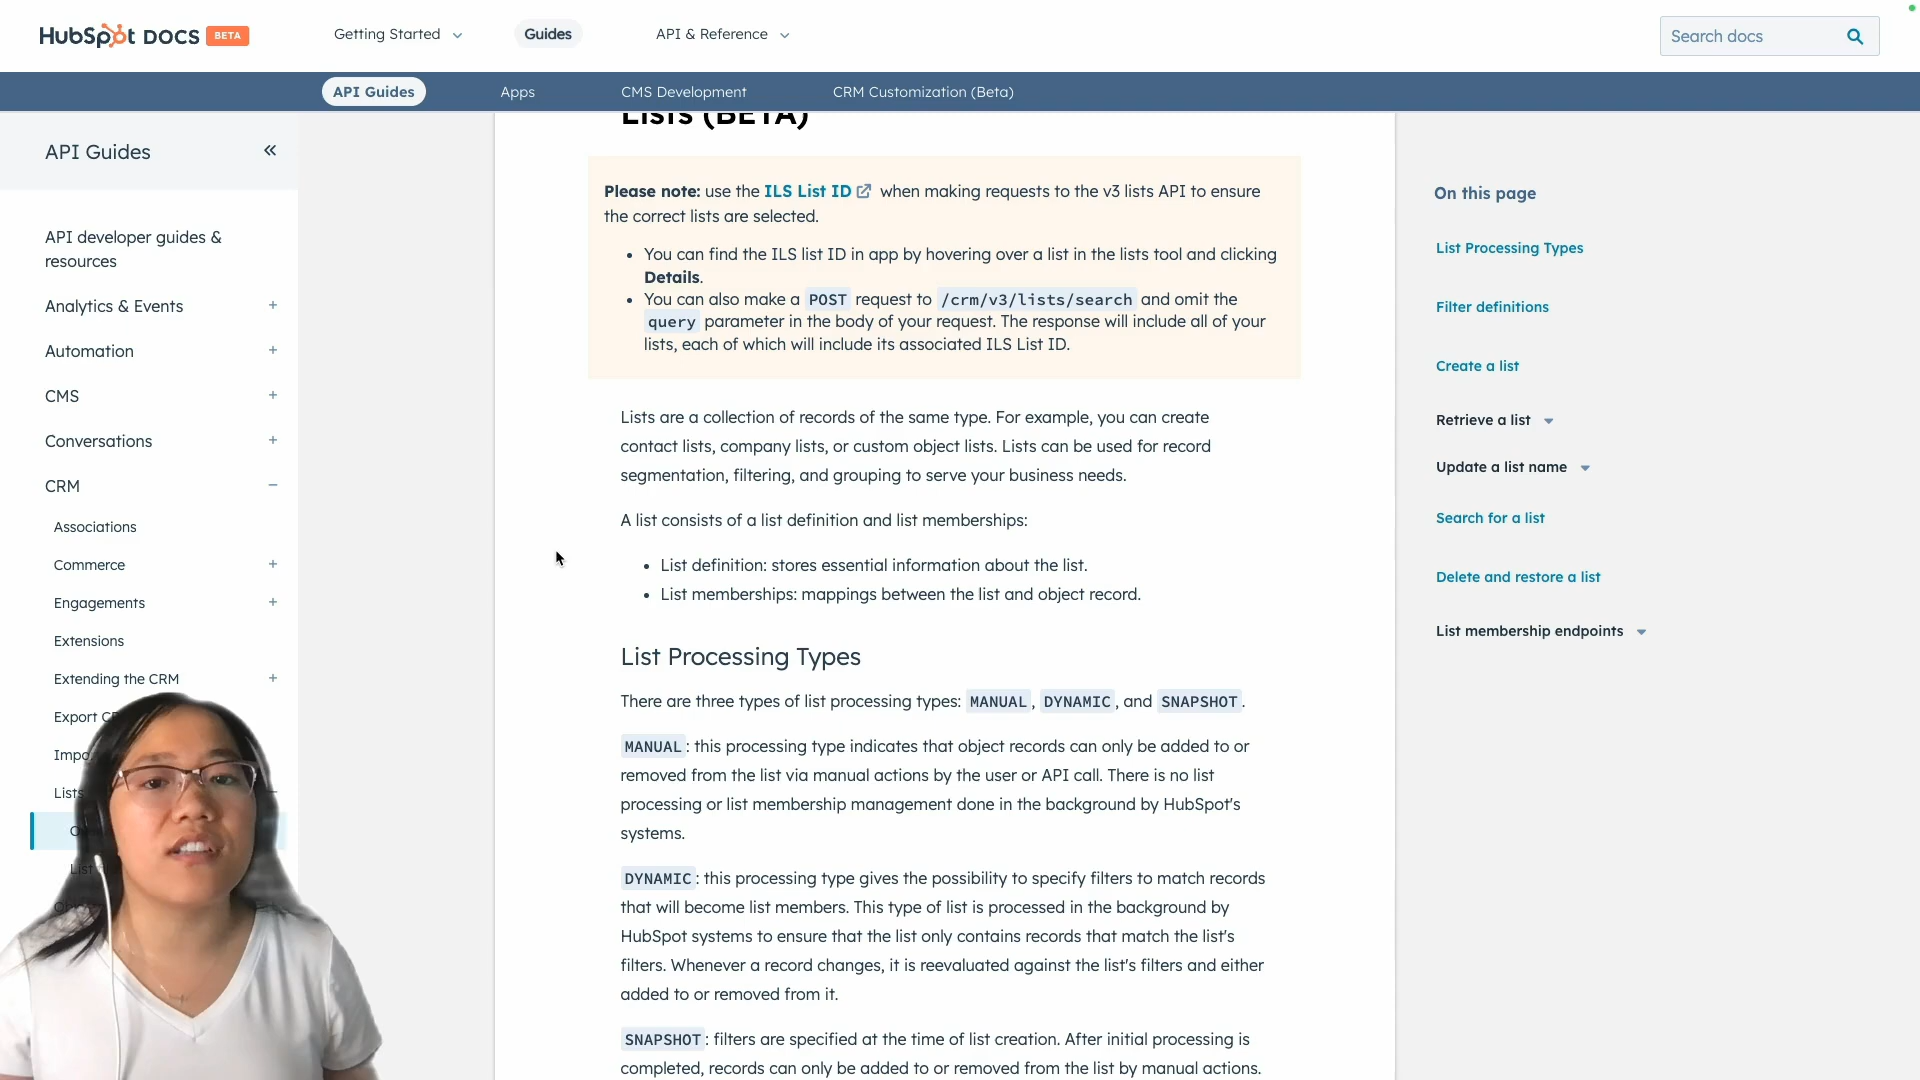 HubSpot DOCS BETA
Getting Started
Guides
API & Reference
Search docs
API Guides
Apps
CMS Development
CRM Customization (Beta)
API Guides
API developer guides &
resources
Analytics & Events
Automation
CMS
Conversations
CRM
Associations
Commerce
Engagements
Extensions
Extending the CRM
Export
Lists
List
Lists (BETA)
Please note: use the ILS List ID when making requests to the v3 lists API to ensure
the correct lists are selected.
• You can find the ILS list ID in app by hovering over a list in the lists tool and clicking
Details.
• You can also make a POST request to /crm/v3/lists/search and omit the
query parameter in the body of your request. The response will include all of your
lists, each of which will include its associated ILS List ID.
Lists are a collection of records of the same type. For example, you can create
contact lists, company lists, or custom object lists. Lists can be used for record
segmentation, filtering, and grouping to serve your business needs.
A list consists of a list definition and list memberships:
• List definition: stores essential information about the list.
• List memberships: mappings between the list and object record.
List Processing Types
There are three types of list processing types: MANUAL, DYNAMIC, and SNAPSHOT.
MANUAL: this processing type indicates that object records can only be added to or
removed from the list via manual actions by the user or API call. There is no list
processing or list membership management done in the background by HubSpot's
systems.
DYNAMIC: this processing type gives the possibility to specify filters to match records
that will become list members. This type of list is processed in the background by
HubSpot systems to ensure that the list only contains records that match the list's
filters. Whenever a record changes, it is reevaluated against the list's filters and either
added to or removed from it.
SNAPSHOT: filters are specified at the time of list creation. After initial processing is
completed, records can only be added to or removed from the list by manual actions.
On this page
List Processing Types
Filter definitions
Create a list
Retrieve a list
Update a list name
Search for a list
Delete and restore a list
List membership endpoints